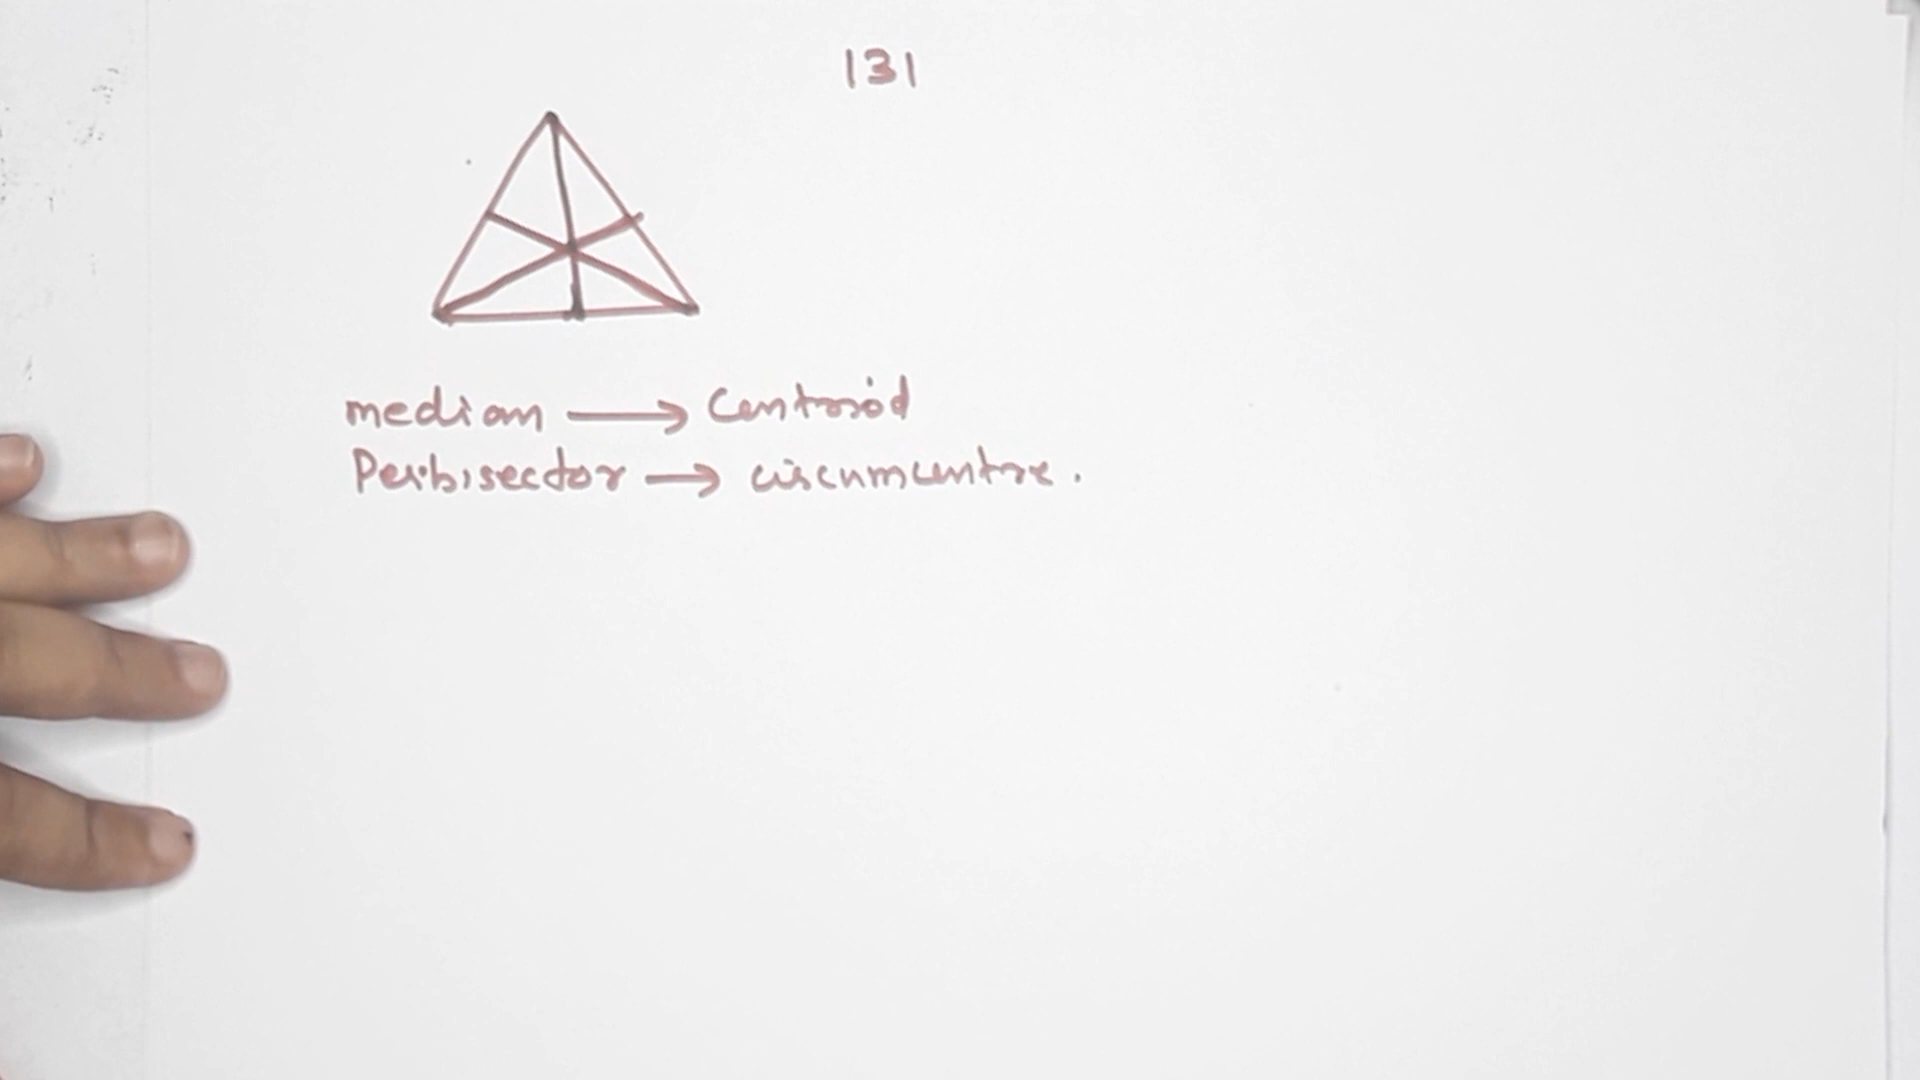 131
median → Centroid
Perbisector → circumcentre.